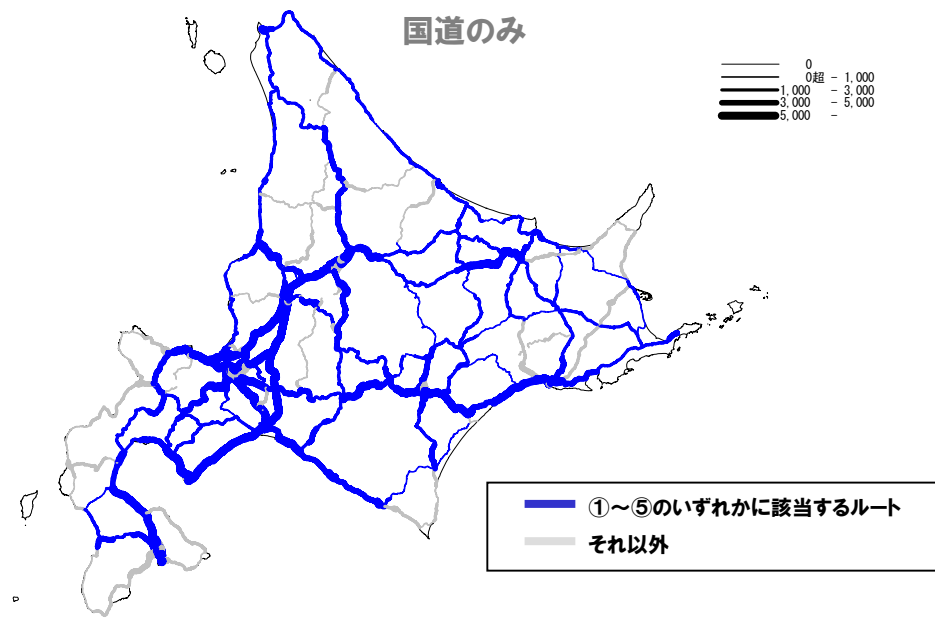 国道のみ
0
0超 - 1,000
1,000 - 3,000
3,000 - 5,000
5,000 -
①～⑤のいずれかに該当するルート
それ以外